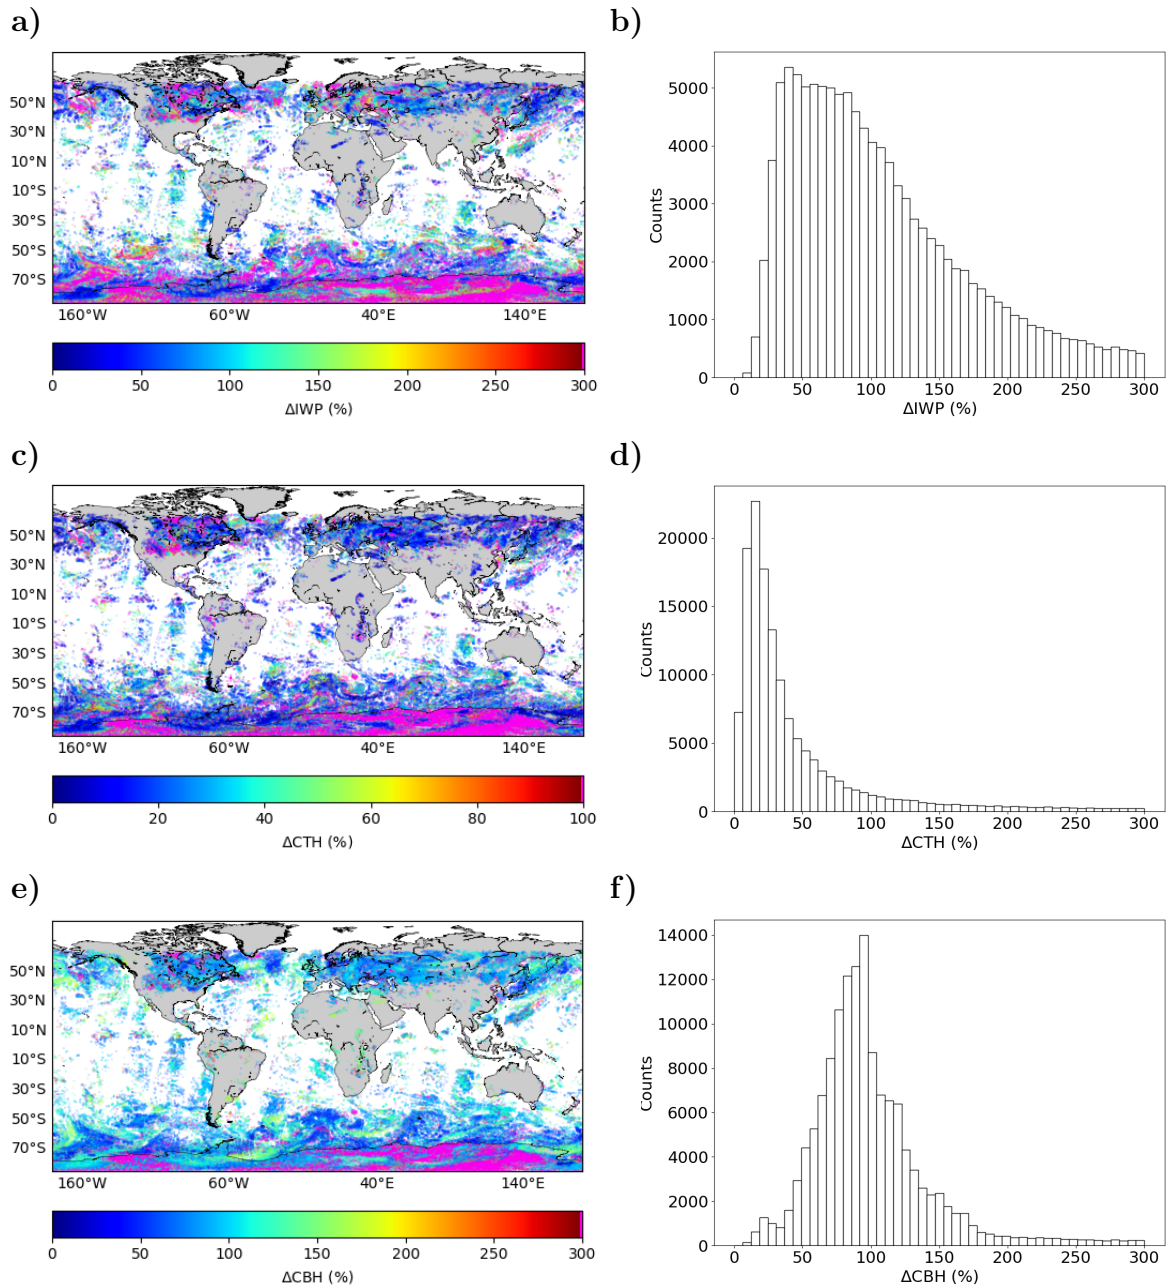 a)
50°N
30°N
10°N
10°S
30°S
50°S
70°S
160°W 60°W 40°E 140°E
0 50 100 150 200 250 300
ΔIWP (%)
b)
5000
4000
3000
2000
1000
0
Counts
0 50 100 150 200 250 300
ΔIWP (%)
c)
50°N
30°N
10°N
10°S
30°S
50°S
70°S
160°W 60°W 40°E 140°E
0 20 40 60 80 100
ΔCTH (%)
d)
20000
15000
10000
5000
0
Counts
0 50 100 150 200 250 300
ΔCTH (%)
e)
50°N
30°N
10°N
10°S
30°S
50°S
70°S
160°W 60°W 40°E 140°E
0 50 100 150 200 250 300
ΔCBH (%)
f)
14000
12000
10000
8000
6000
4000
2000
0
Counts
0 50 100 150 200 250 300
ΔCBH (%)